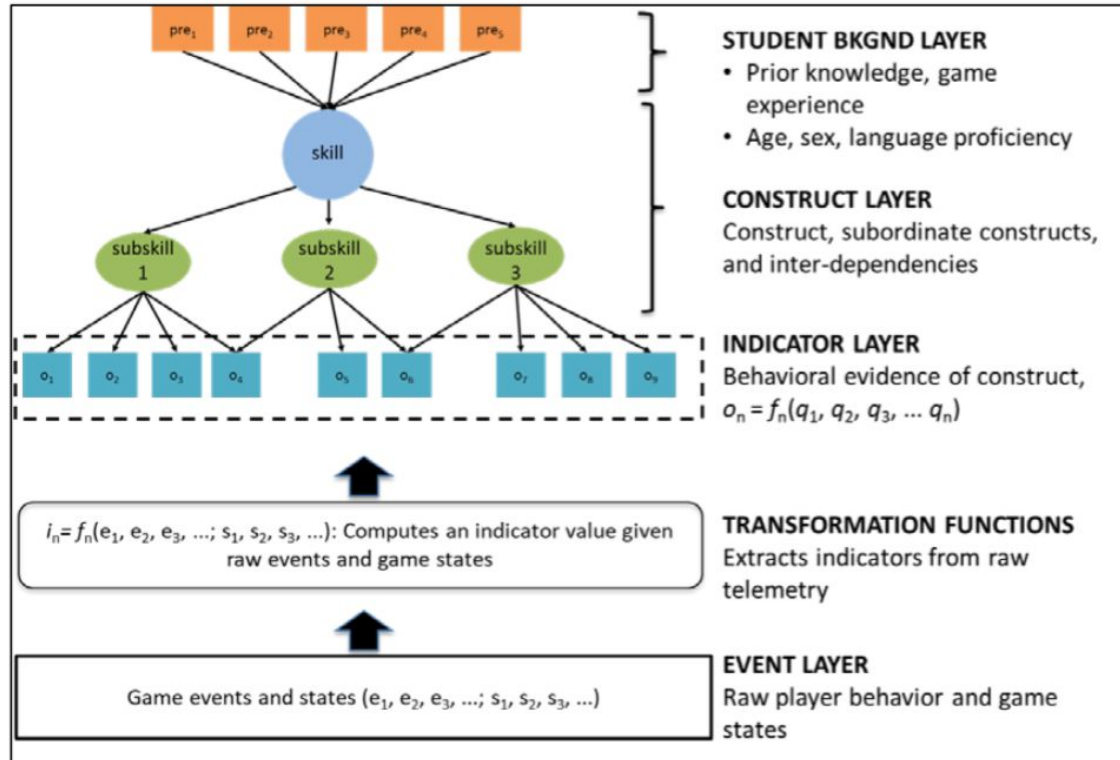 pre₁ pre₂ pre₃ pre₄ pre₅
skill
subskill
1
subskill
2
subskill
3
o₁ o₂ o₃ o₄ o₅ o₆ o₇ o₈ o₉
iₙ= fₙ(e₁, e₂, e₃, ...; s₁, s₂, s₃, ...): Computes an indicator value given
raw events and game states
Game events and states (e₁, e₂, e₃, ...; s₁, s₂, s₃, ...)
STUDENT BKGND LAYER
• Prior knowledge, game
experience
• Age, sex, language proficiency
CONSTRUCT LAYER
Construct, subordinate constructs,
and inter-dependencies
INDICATOR LAYER
Behavioral evidence of construct,
oₙ = fₙ(q₁, q₂, q₃, ... qₙ)
TRANSFORMATION FUNCTIONS
Extracts indicators from raw
telemetry
EVENT LAYER
Raw player behavior and game
states